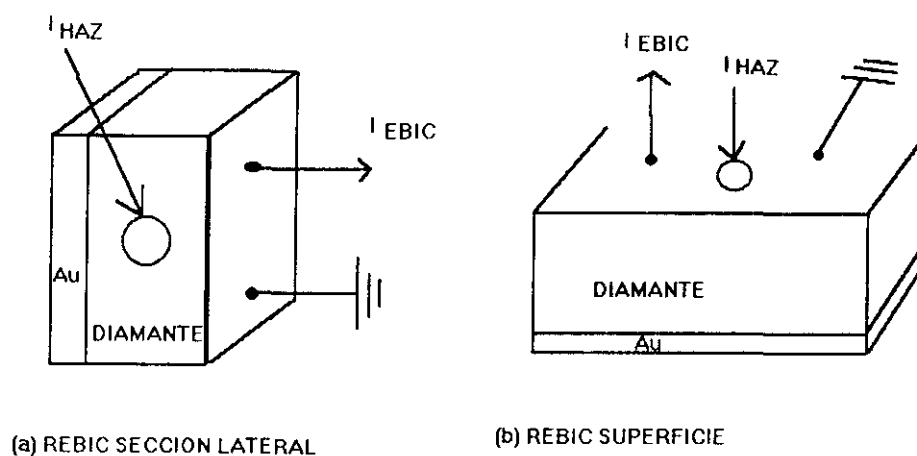 I HAZ
I EBIC
Au
DIAMANTE
(a) REBIC SECCION LATERAL
I EBIC
I HAZ
DIAMANTE
Au
(b) REBIC SUPERFICIE